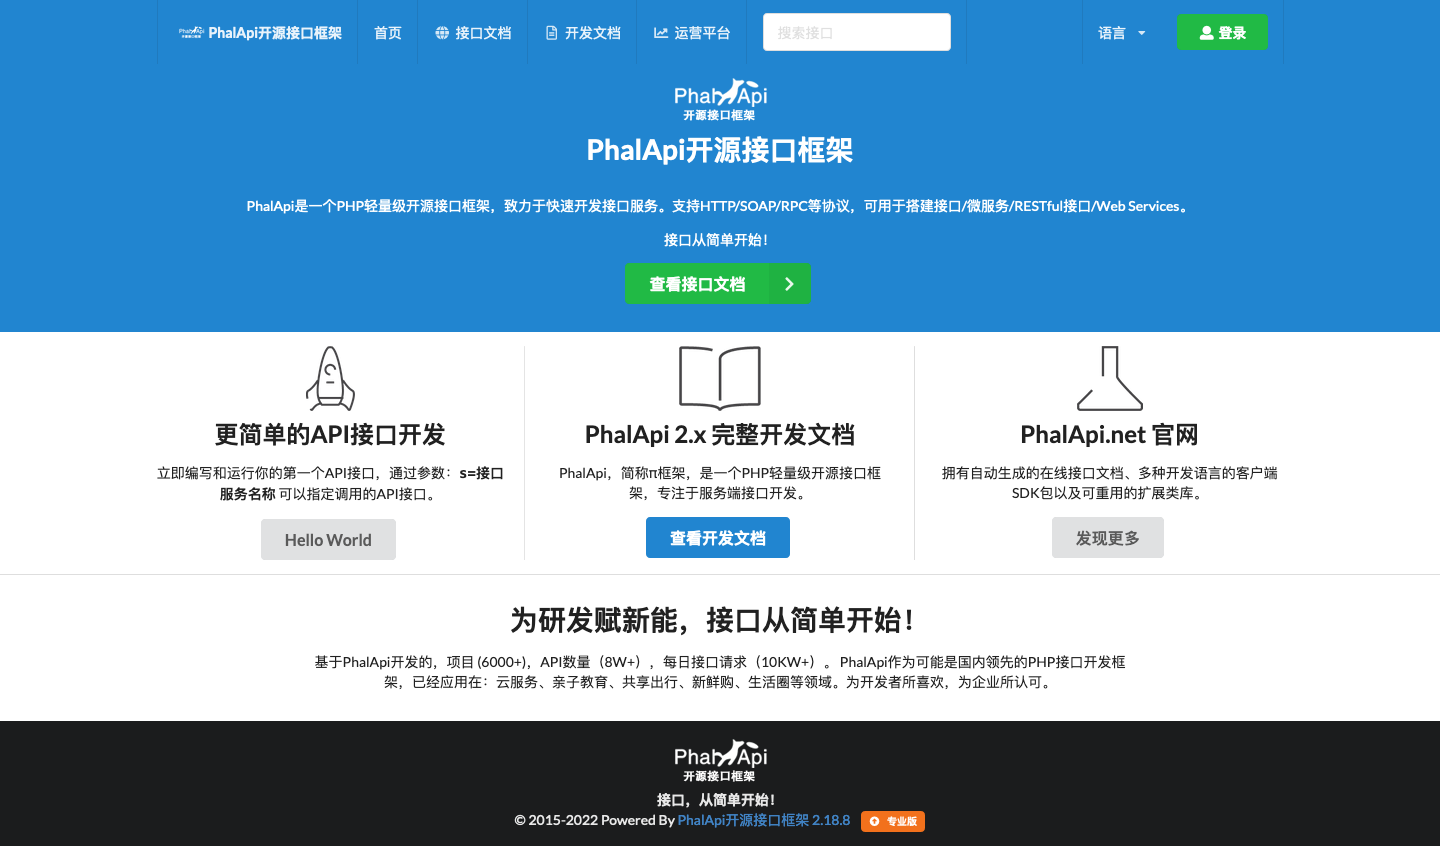 PhalApi 开源接口框架 PhalApi开源接口框架 首页 接口文档 开发文档 运营平台 搜索接口 语言 登录
PhalApi
开源接口框架
PhalApi开源接口框架
PhalApi是一个PHP轻量级开源接口框架，致力于快速开发接口服务。支持HTTP/SOAP/RPC等协议，可用于搭建接口/微服务/RESTful接口/Web Services。
接口从简单开始！
查看接口文档
更简单的API接口开发
立即编写和运行你的第一个API接口，通过参数：s=接口
服务名称 可以指定调用的API接口。
Hello World
PhalApi 2.x 完整开发文档
PhalApi，简称π框架，是一个PHP轻量级开源接口框
架，专注于服务端接口开发。
查看开发文档
PhalApi.net 官网
拥有自动生成的在线接口文档、多种开发语言的客户端
SDK包以及可重用的扩展类库。
发现更多
为研发赋新能，接口从简单开始！
基于PhalApi开发的，项目 (6000+)，API数量（8W+），每日接口请求（10KW+）。PhalApi作为可能是国内领先的PHP接口开发框
架，已经应用在：云服务、亲子教育、共享出行、新鲜购、生活圈等领域。为开发者所喜欢，为企业所认可。
PhalApi
开源接口框架
接口，从简单开始！
© 2015-2022 Powered By PhalApi开源接口框架 2.18.8 专业版